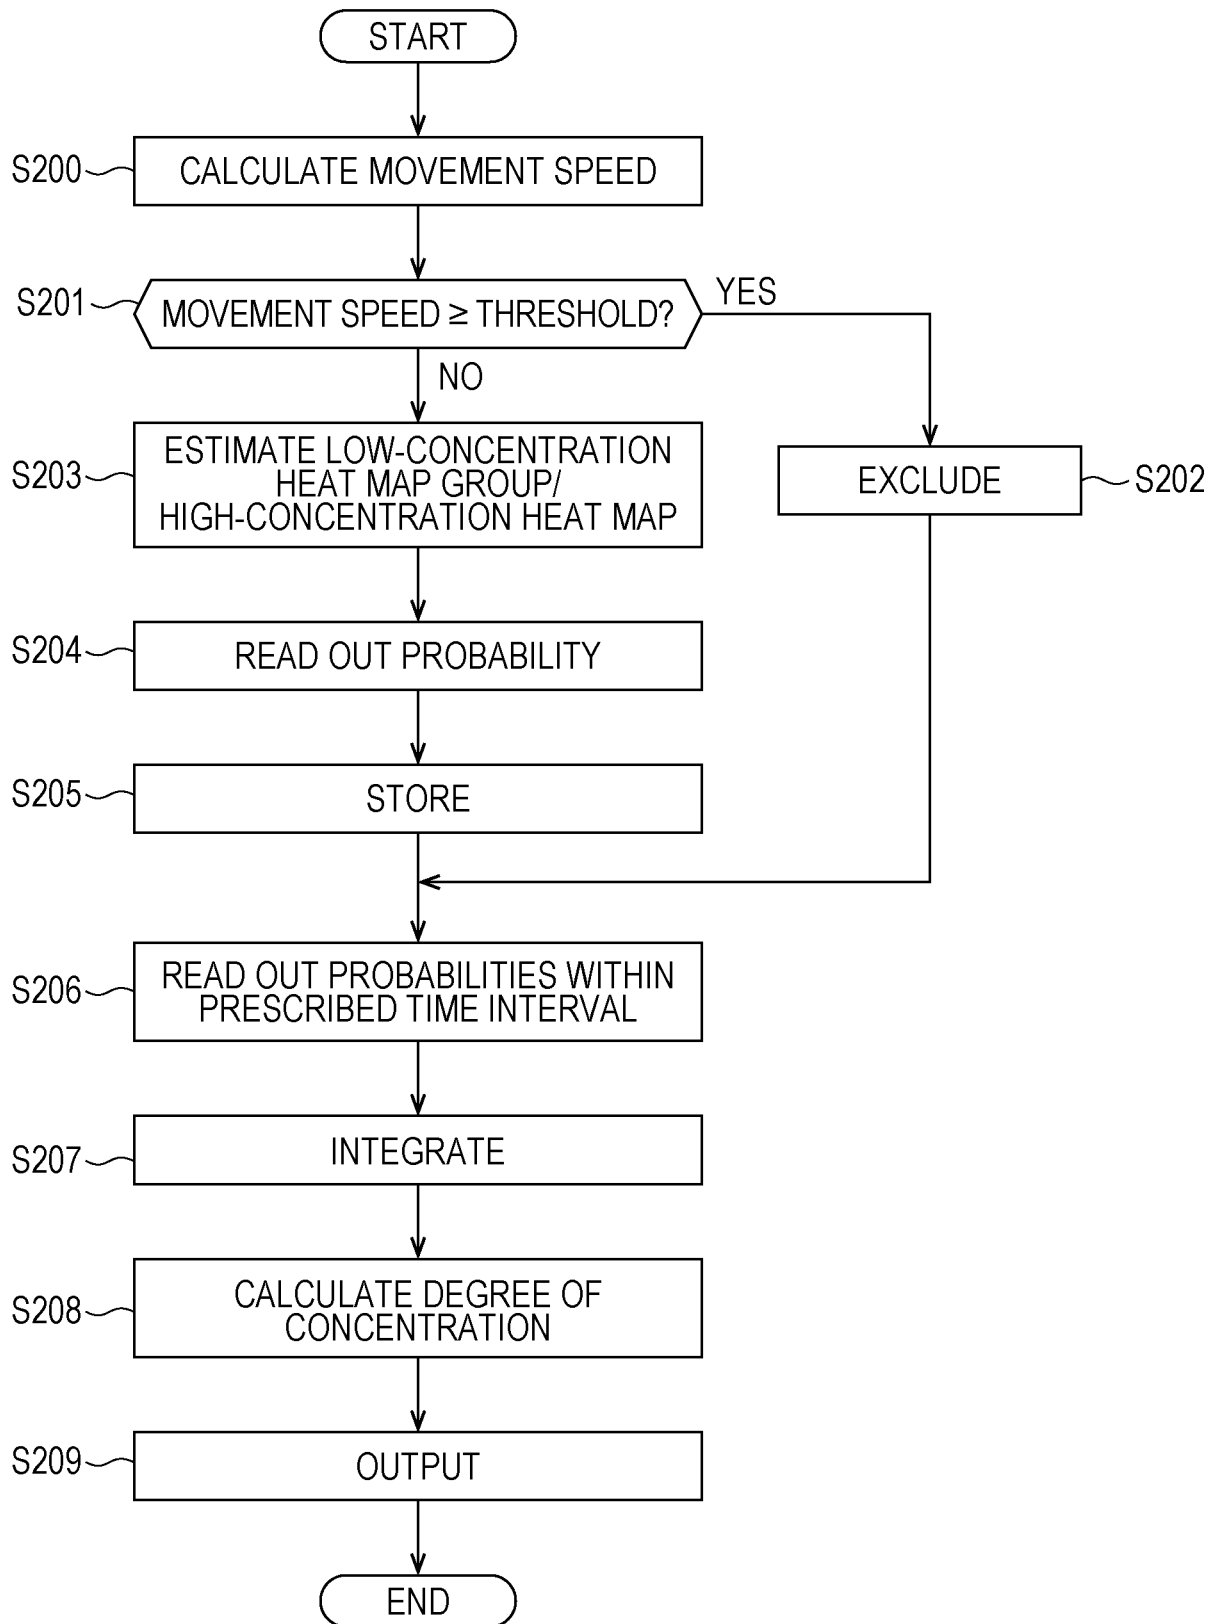 START
S200
CALCULATE MOVEMENT SPEED
S201
MOVEMENT SPEED ≥ THRESHOLD?
YES
NO
S203
ESTIMATE LOW-CONCENTRATION
HEAT MAP GROUP/
HIGH-CONCENTRATION HEAT MAP
EXCLUDE
S202
S204
READ OUT PROBABILITY
S205
STORE
S206
READ OUT PROBABILITIES WITHIN
PRESCRIBED TIME INTERVAL
S207
INTEGRATE
S208
CALCULATE DEGREE OF
CONCENTRATION
S209
OUTPUT
END